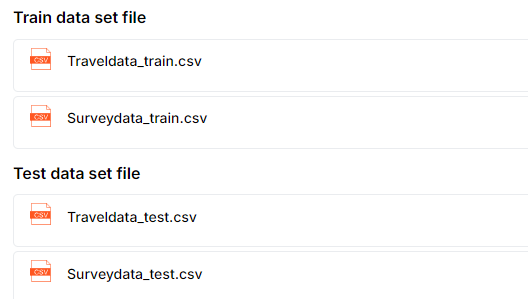 Train data set file
CSV
Traveldata_train.csv
CSV
Surveydata_train.csv
Test data set file
CSV
Traveldata_test.csv
CSV
Surveydata_test.csv